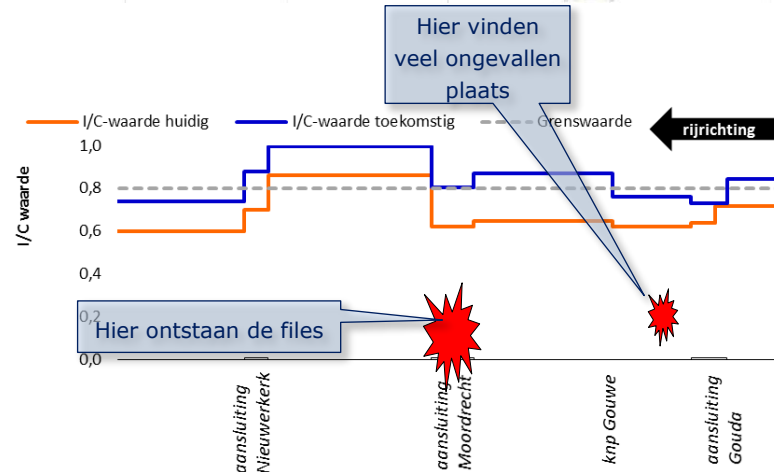 Hier vinden
veel ongevallen
plaats
I/C-waarde huidig
I/C-waarde toekomstig
Grenswaarde
rijrichting
I/C waarde
1,0
0,8
0,6
0,4
0,2
0,0
Hier ontstaan de files
aansluiting
Nieuwerkerk
aansluiting
Moordrecht
knp Gouwe
aansluiting
Gouda